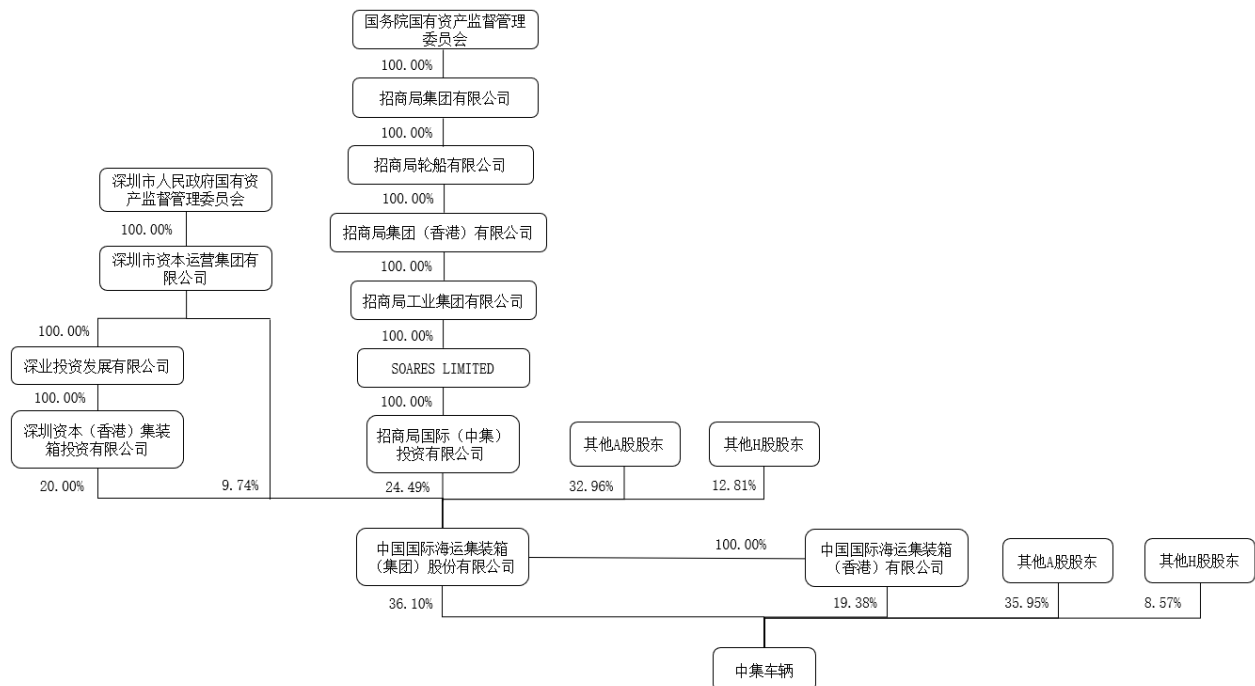 国务院国有资产监督管理
委员会
100.00%
招商局集团有限公司
100.00%
招商局轮船有限公司
100.00%
深圳市人民政府国有资
产监督管理委员会
招商局集团（香港）有限公司
100.00%
100.00%
深圳市资本运营集团有
限公司
招商局工业集团有限公司
100.00%
100.00%
深业投资发展有限公司
SOARES LIMITED
100.00%
100.00%
深圳资本（香港）集装
箱投资有限公司
招商局国际（中集）
投资有限公司
其他A股股东
其他H股股东
20.00%
9.74%
24.49%
32.96%
12.81%
中国国际海运集装箱
（集团）股份有限公司
100.00%
中国国际海运集装箱
（香港）有限公司
其他A股股东
其他H股股东
36.10%
19.38%
35.95%
8.57%
中集车辆